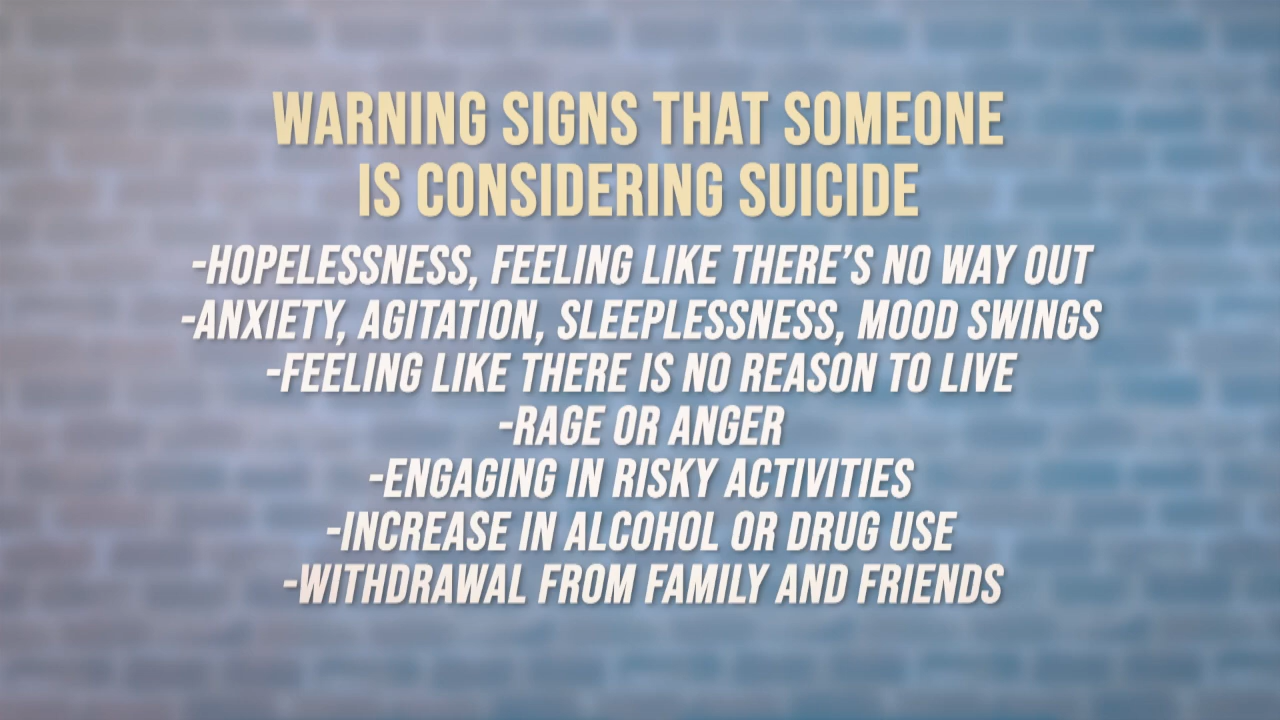 WARNING SIGNS THAT SOMEONE
IS CONSIDERING SUICIDE
-HOPELESSNESS, FEELING LIKE THERE'S NO WAY OUT
-ANXIETY, AGITATION, SLEEPLESSNESS, MOOD SWINGS
-FEELING LIKE THERE IS NO REASON TO LIVE
-RAGE OR ANGER
-ENGAGING IN RISKY ACTIVITIES
-INCREASE IN ALCOHOL OR DRUG USE
-WITHDRAWAL FROM FAMILY AND FRIENDS